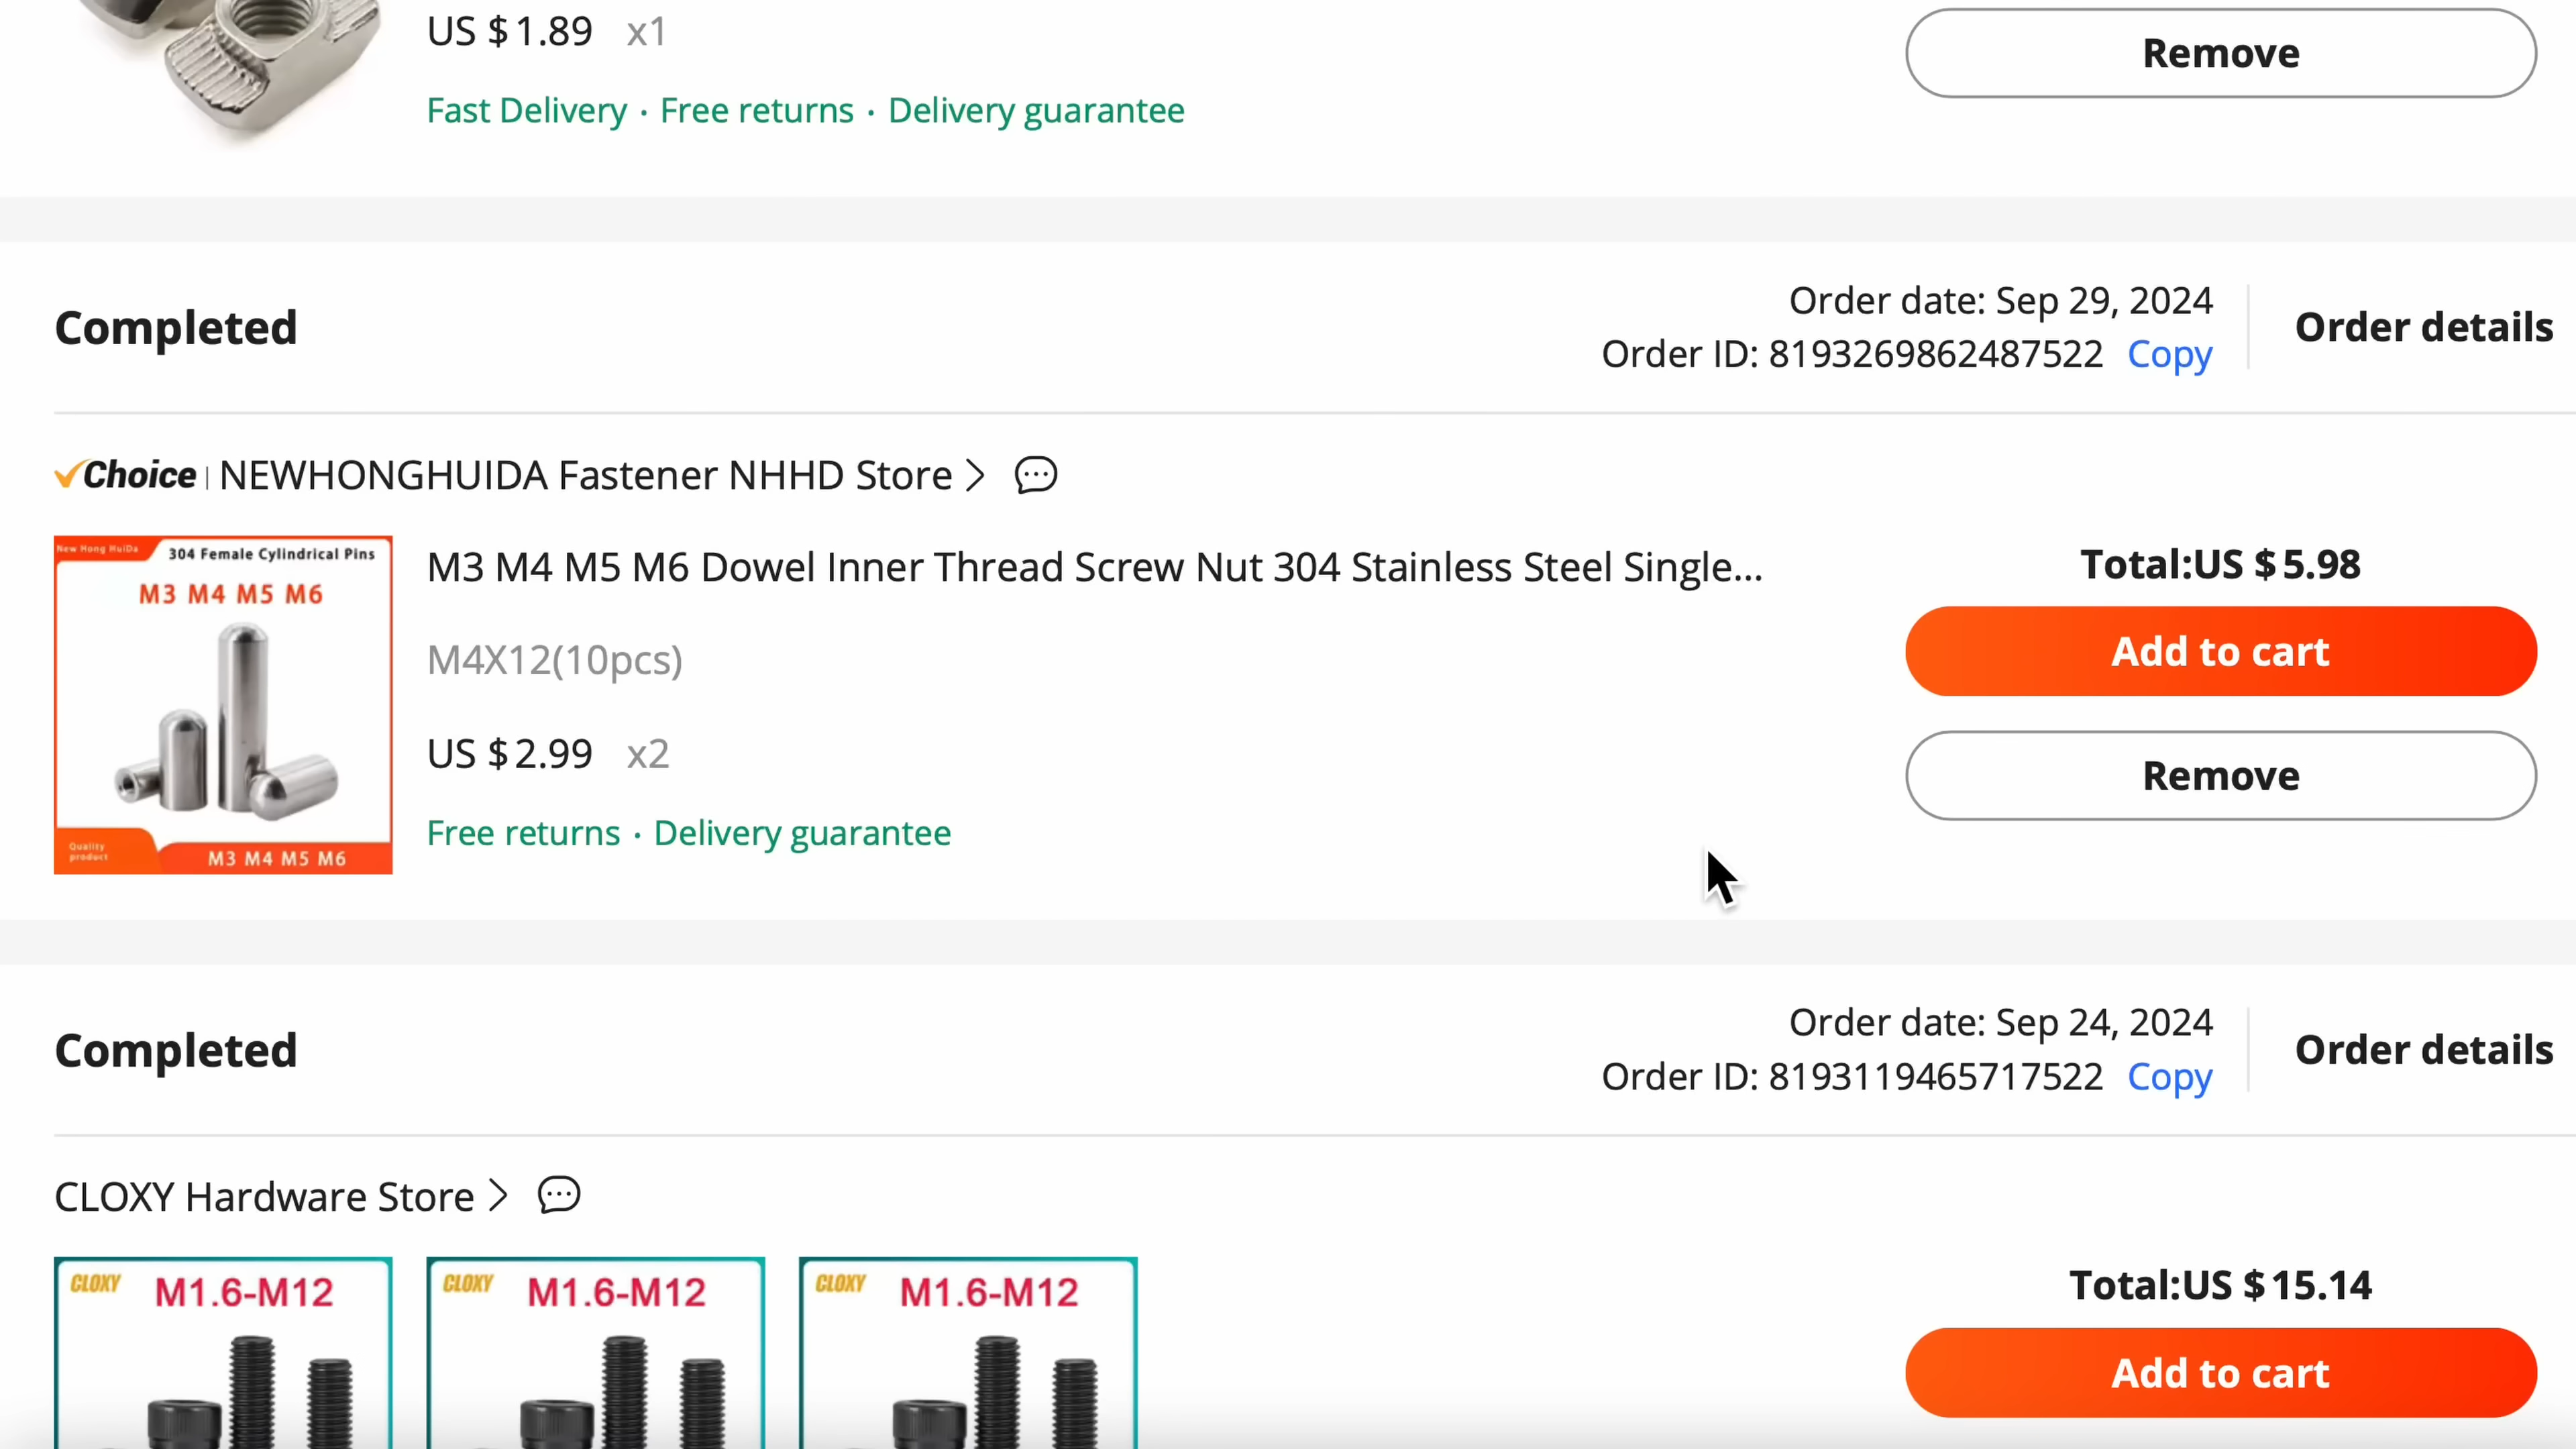 US $1.89 x1
Remove
Fast Delivery · Free returns · Delivery guarantee
Completed
Order date: Sep 29, 2024
Order ID: 8193269862487522 Copy
Order details
Choice | NEWHONGHUIDA Fastener NHHD Store >
New Hong HuiDa
304 Female Cylindrical Pins
M3 M4 M5 M6
Quality product
M3 M4 M5 M6
M3 M4 M5 M6 Dowel Inner Thread Screw Nut 304 Stainless Steel Single...
M4X12(10pcs)
US $2.99 x2
Free returns · Delivery guarantee
Total:US $5.98
Add to cart
Remove
Completed
Order date: Sep 24, 2024
Order ID: 8193119465717522 Copy
Order details
CLOXY Hardware Store >
CLOXY M1.6-M12
CLOXY M1.6-M12
CLOXY M1.6-M12
Total:US $15.14
Add to cart